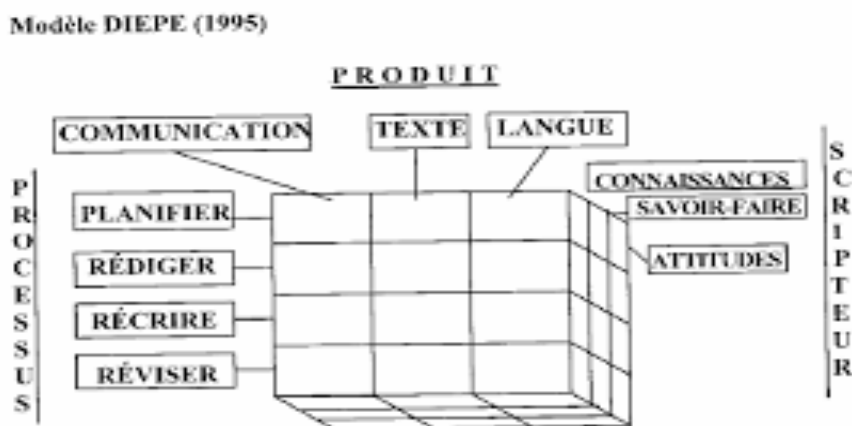 Modèle DIEPE (1995)
PRODUIT
COMMUNICATION
TEXTE
LANGUE
PROCESSUS
PLANIFIER
RÉDIGER
RÉCRIRE
RÉVISER
CONNAISSANCES
SAVOIR-FAIRE
ATTITUDES
SCRIPTEUR